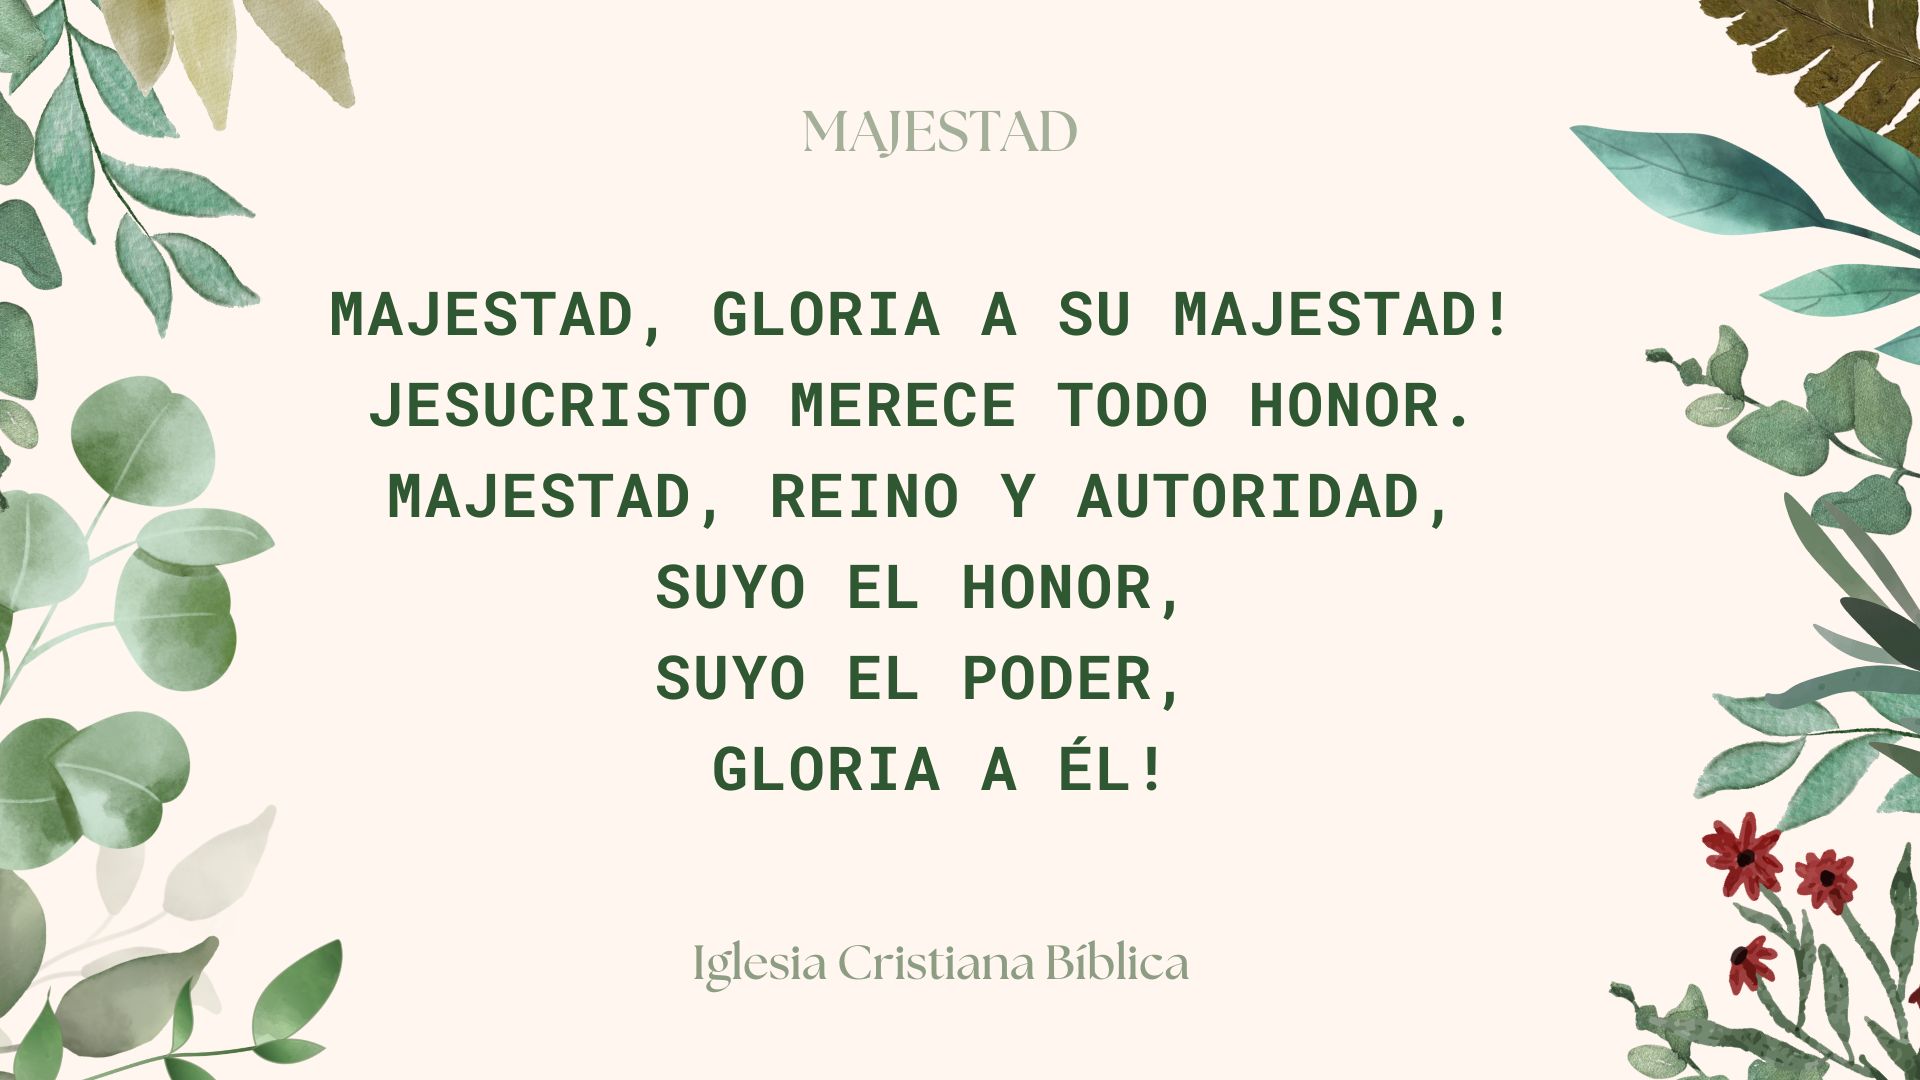 MAJESTAD
MAJESTAD, GLORIA A SU MAJESTAD!
JESUCRISTO MERECE TODO HONOR.
MAJESTAD, REINO Y AUTORIDAD,
SUYO EL HONOR,
SUYO EL PODER,
GLORIA A ÉL!
Iglesia Cristiana Bíblica